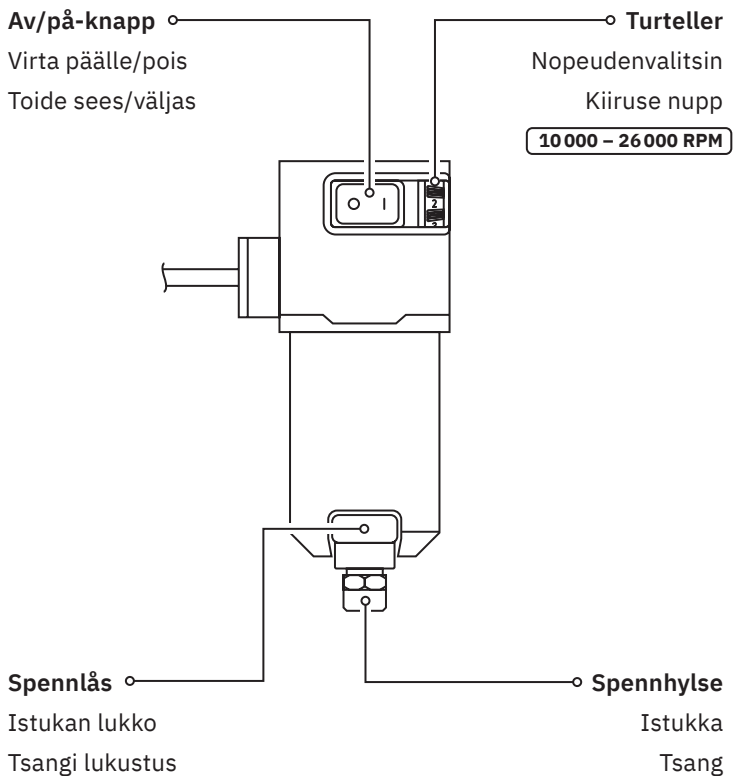 Av/på-knapp
Virta päälle/pois
Toide sees/väljas
Turteller
Nopeudenvalitsin
Kiiruse nupp
10 000 – 26 000 RPM
O I
2
3
Spennlås
Istukan lukko
Tsangi lukustus
Spennhylse
Istukka
Tsang